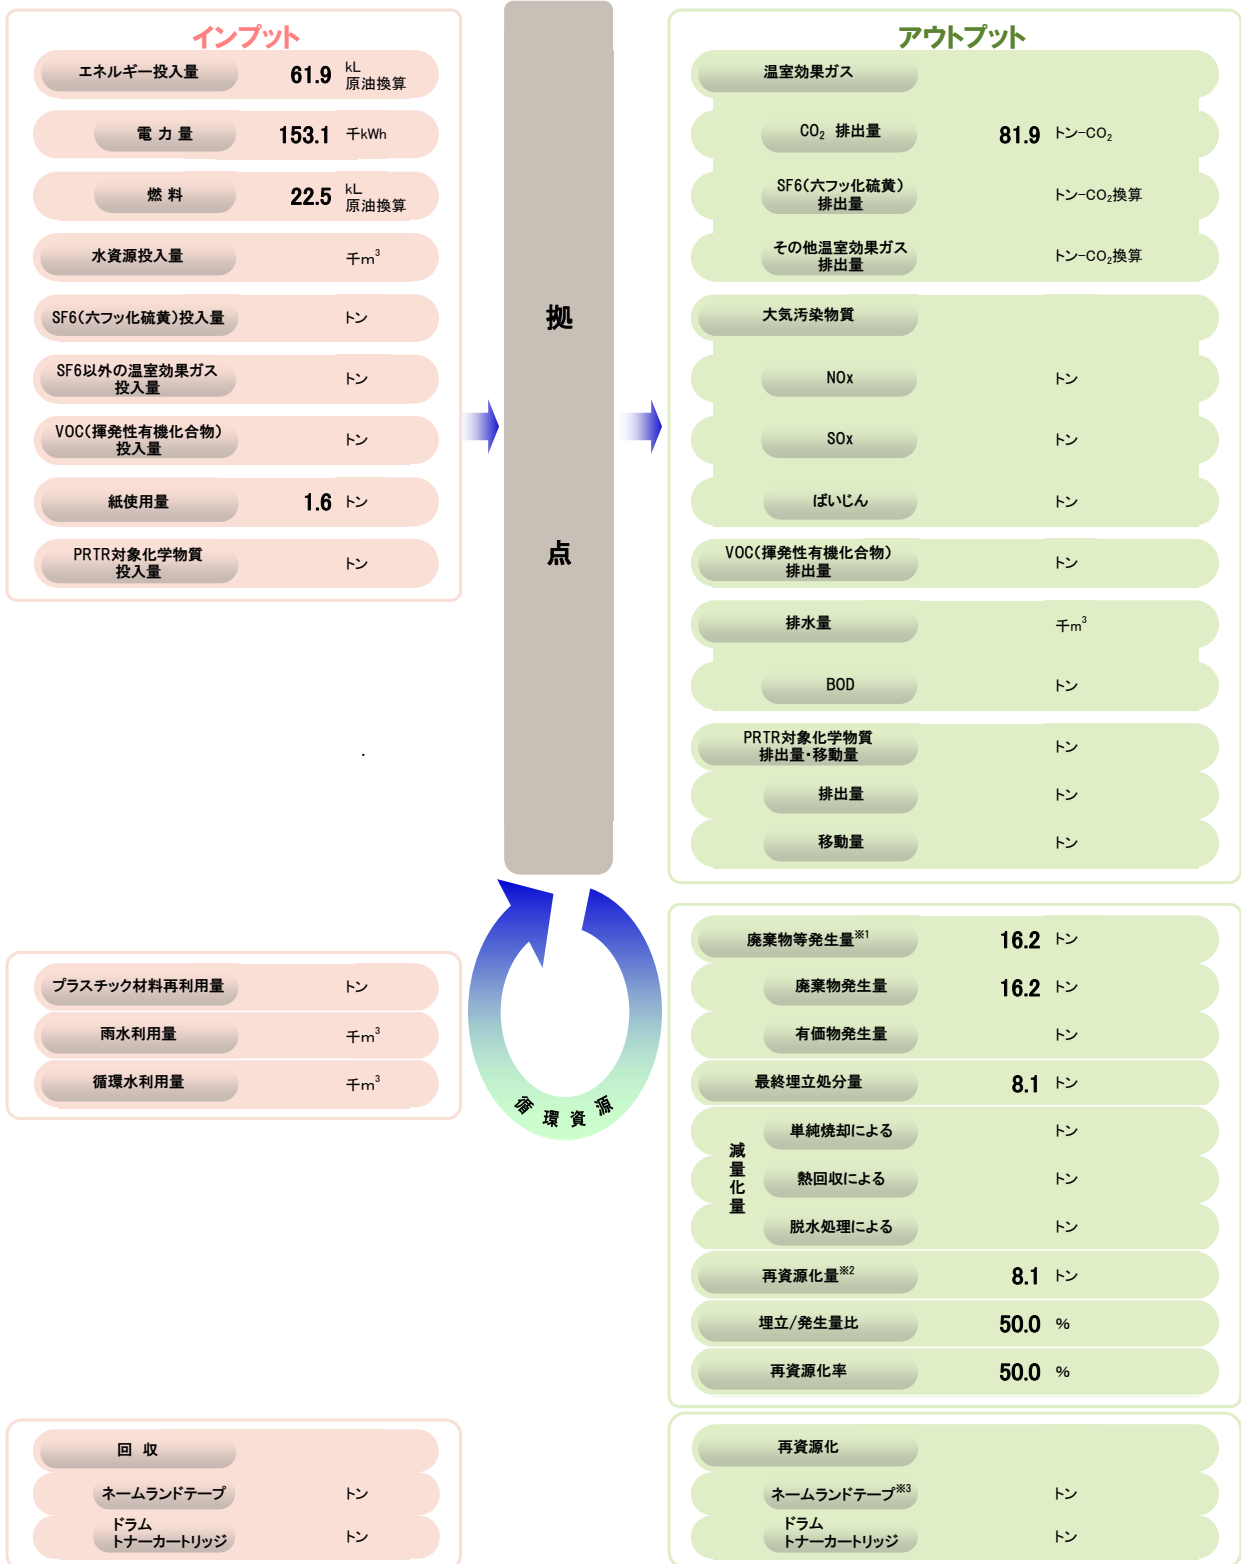 インプット
エネルギー投入量 61.9 kL
原油換算
電 力 量 153.1 千kWh
燃 料 22.5 kL
原油換算
水資源投入量 千m³
SF6(六フッ化硫黄)投入量 トン
SF6以外の温室効果ガス
投入量 トン
VOC(揮発性有機化合物)
投入量 トン
紙使用量 1.6 トン
PRTR対象化学物質
投入量 トン
拠
点
アウトプット
温室効果ガス
CO₂ 排出量 81.9 トン-CO₂
SF6(六フッ化硫黄)
排出量 トン-CO₂換算
その他温室効果ガス
排出量 トン-CO₂換算
大気汚染物質
NOx トン
SOx トン
ばいじん トン
VOC(揮発性有機化合物)
排出量 トン
排水量 千m³
BOD トン
PRTR対象化学物質
排出量・移動量 トン
排出量 トン
移動量 トン
プラスチック材料再利用量 トン
雨水利用量 千m³
循環水利用量 千m³
循環資源
廃棄物等発生量※1 16.2 トン
廃棄物発生量 16.2 トン
有価物発生量 トン
最終埋立処分量 8.1 トン
減量化量
単純焼却による トン
熱回収による トン
脱水処理による トン
再資源化量※2 8.1 トン
埋立/発生量比 50.0 %
再資源化率 50.0 %
回 収
ネームランドテープ トン
ドラム
トナーカートリッジ トン
再資源化
ネームランドテープ※3 トン
ドラム
トナーカートリッジ トン